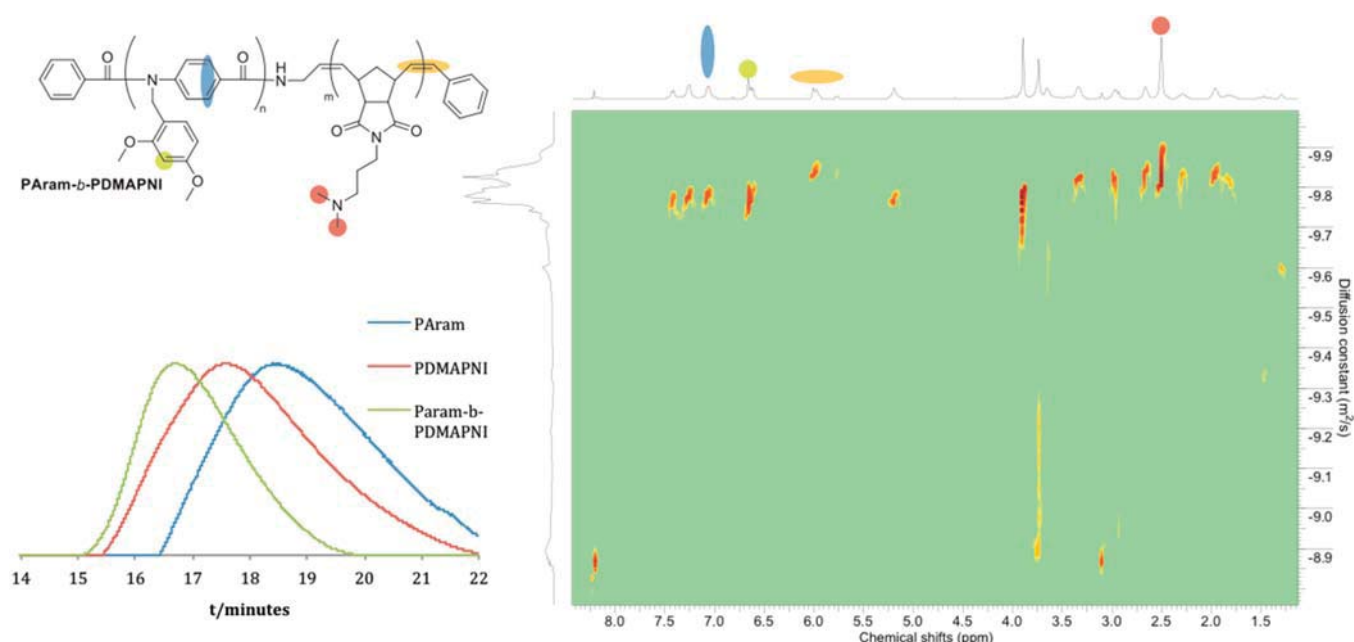 O
O
O
O
N
H
N
n
m
O
O
N
O
O
N
PAram-b-PDMAPNI
PAram
PDMAPNI
Param-b-
PDMAPNI
14 15 16 17 18 19 20 21 22
t/minutes
-9.9
-9.8
-9.7
-9.6
-9.5
-9.4
-9.3
-9.2
-9.1
-9.0
-8.9
Diffusion constant (m²/s)
8.0 7.5 7.0 6.5 6.0 5.5 5.0 4.5 4.0 3.5 3.0 2.5 2.0 1.5
Chemical shifts (ppm)